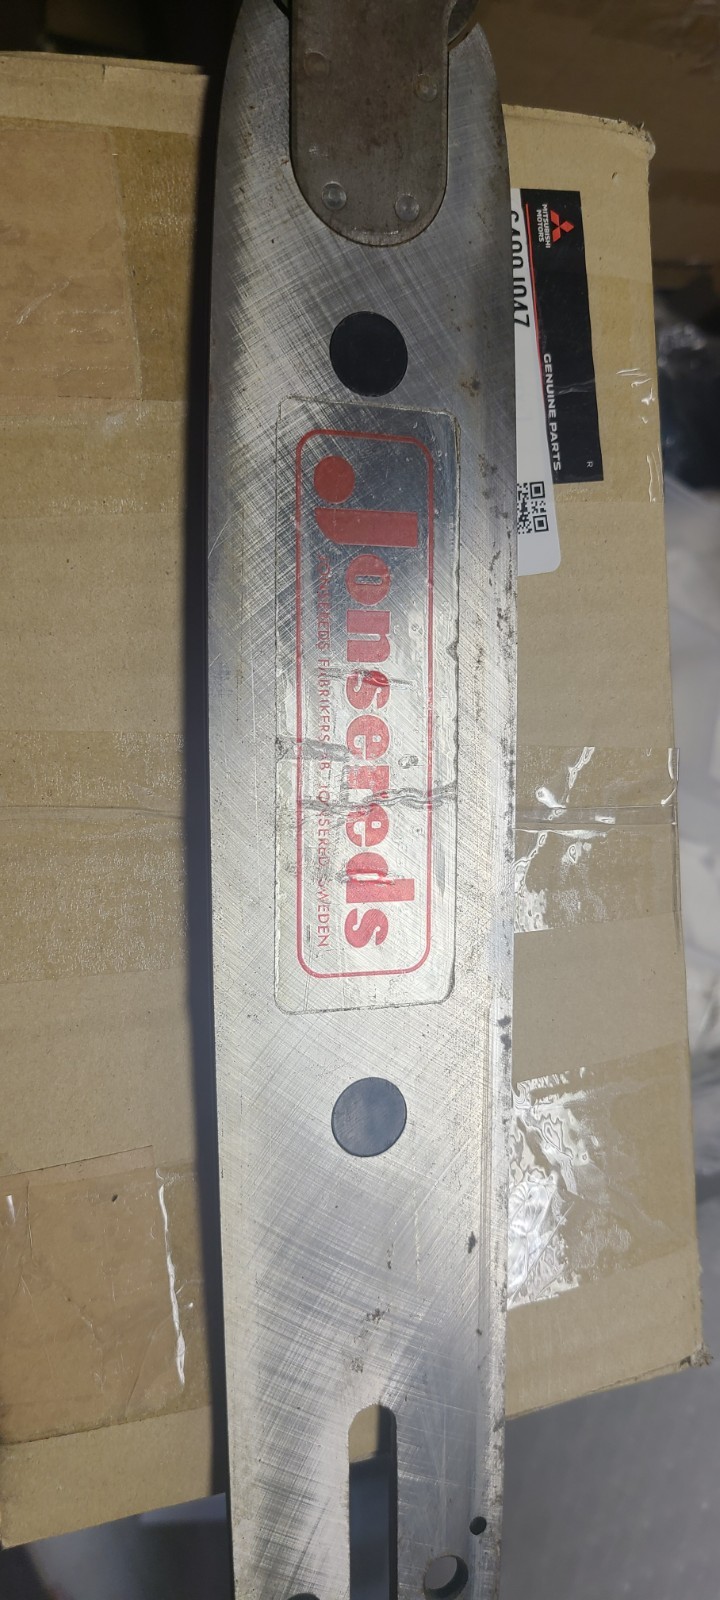 Jonsereds
JONSEREDS FABRIKERS AB JONSERED, SWEDEN
MITSUBISHI
MOTORS
GENUINE PARTS
R